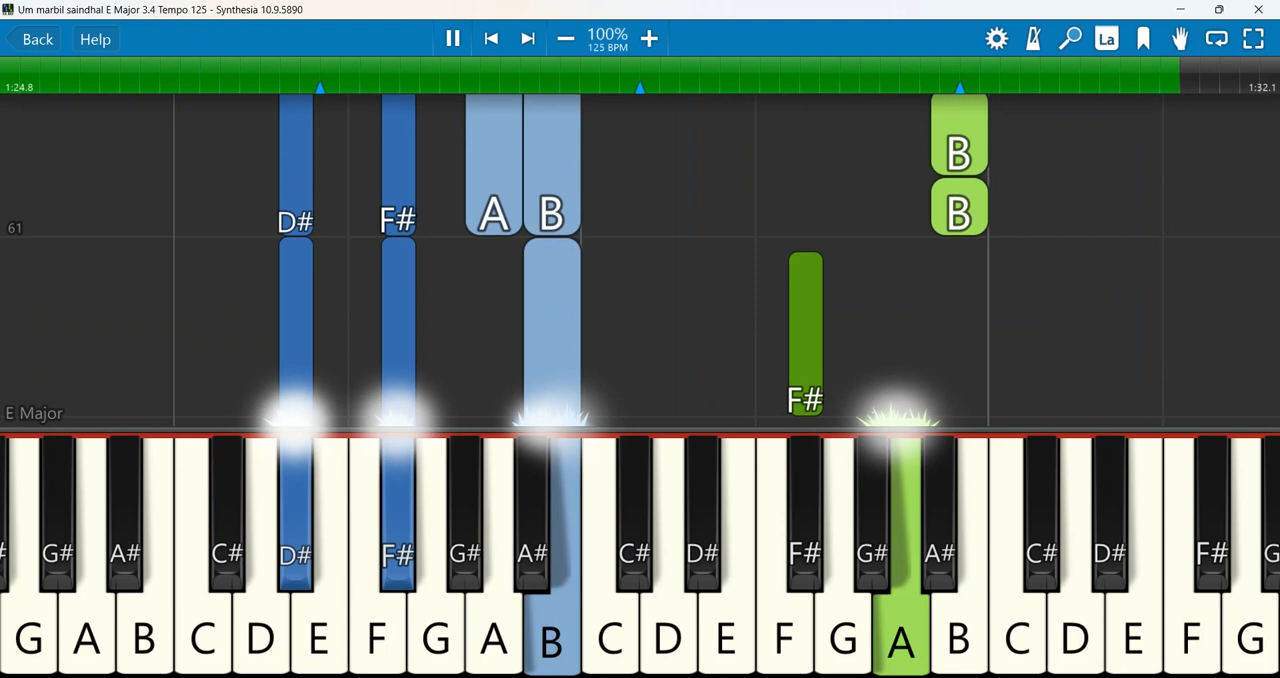 Um marbil saindhal E Major 3.4 Tempo 125 - Synthesia 10.9.5890
Back Help 100% La
125 BPM
1:24.8 1:32.1
B
D# F# A B B
61
F#
E Major
# G# A# C# D# F# G# A# C# D# F# G# A# C# D# F# G
G A B C D E F G A B C D E F G A B C D E F G